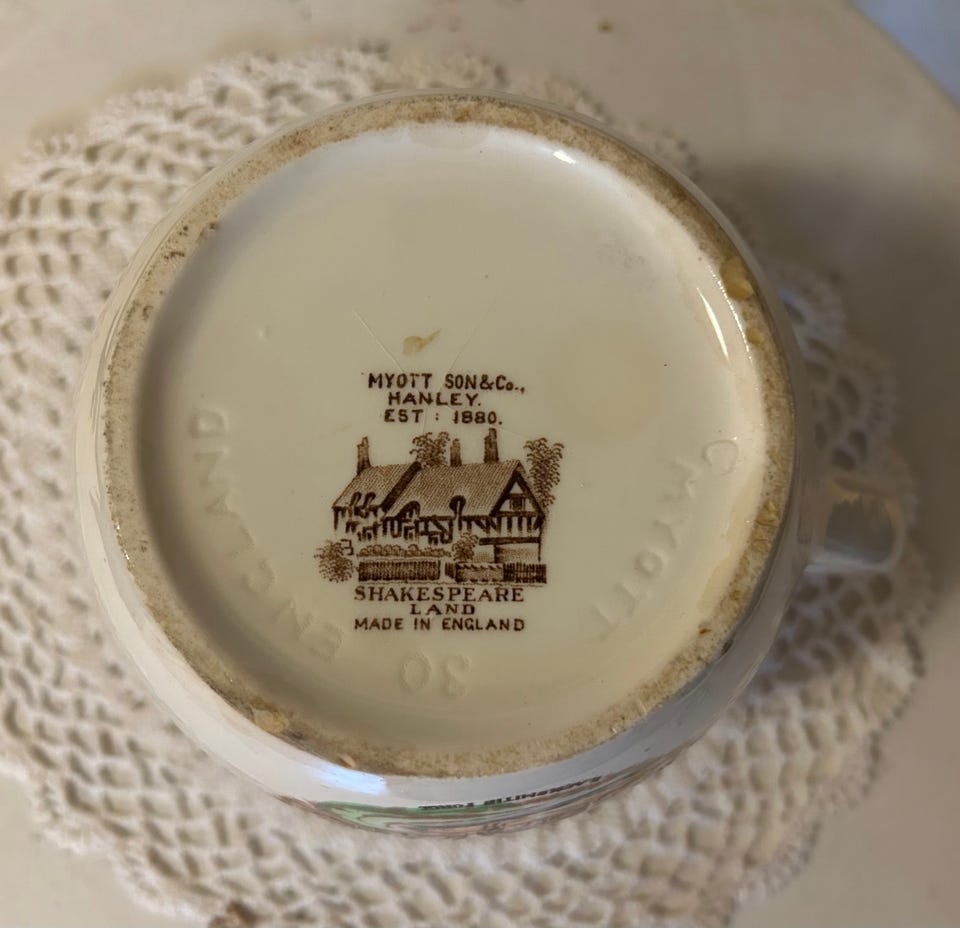 MYOTT SON & Co.,
HANLEY.
EST : 1880.
SHAKESPEARE
LAND
MADE IN ENGLAND
MYOTT
30
ENGLAND